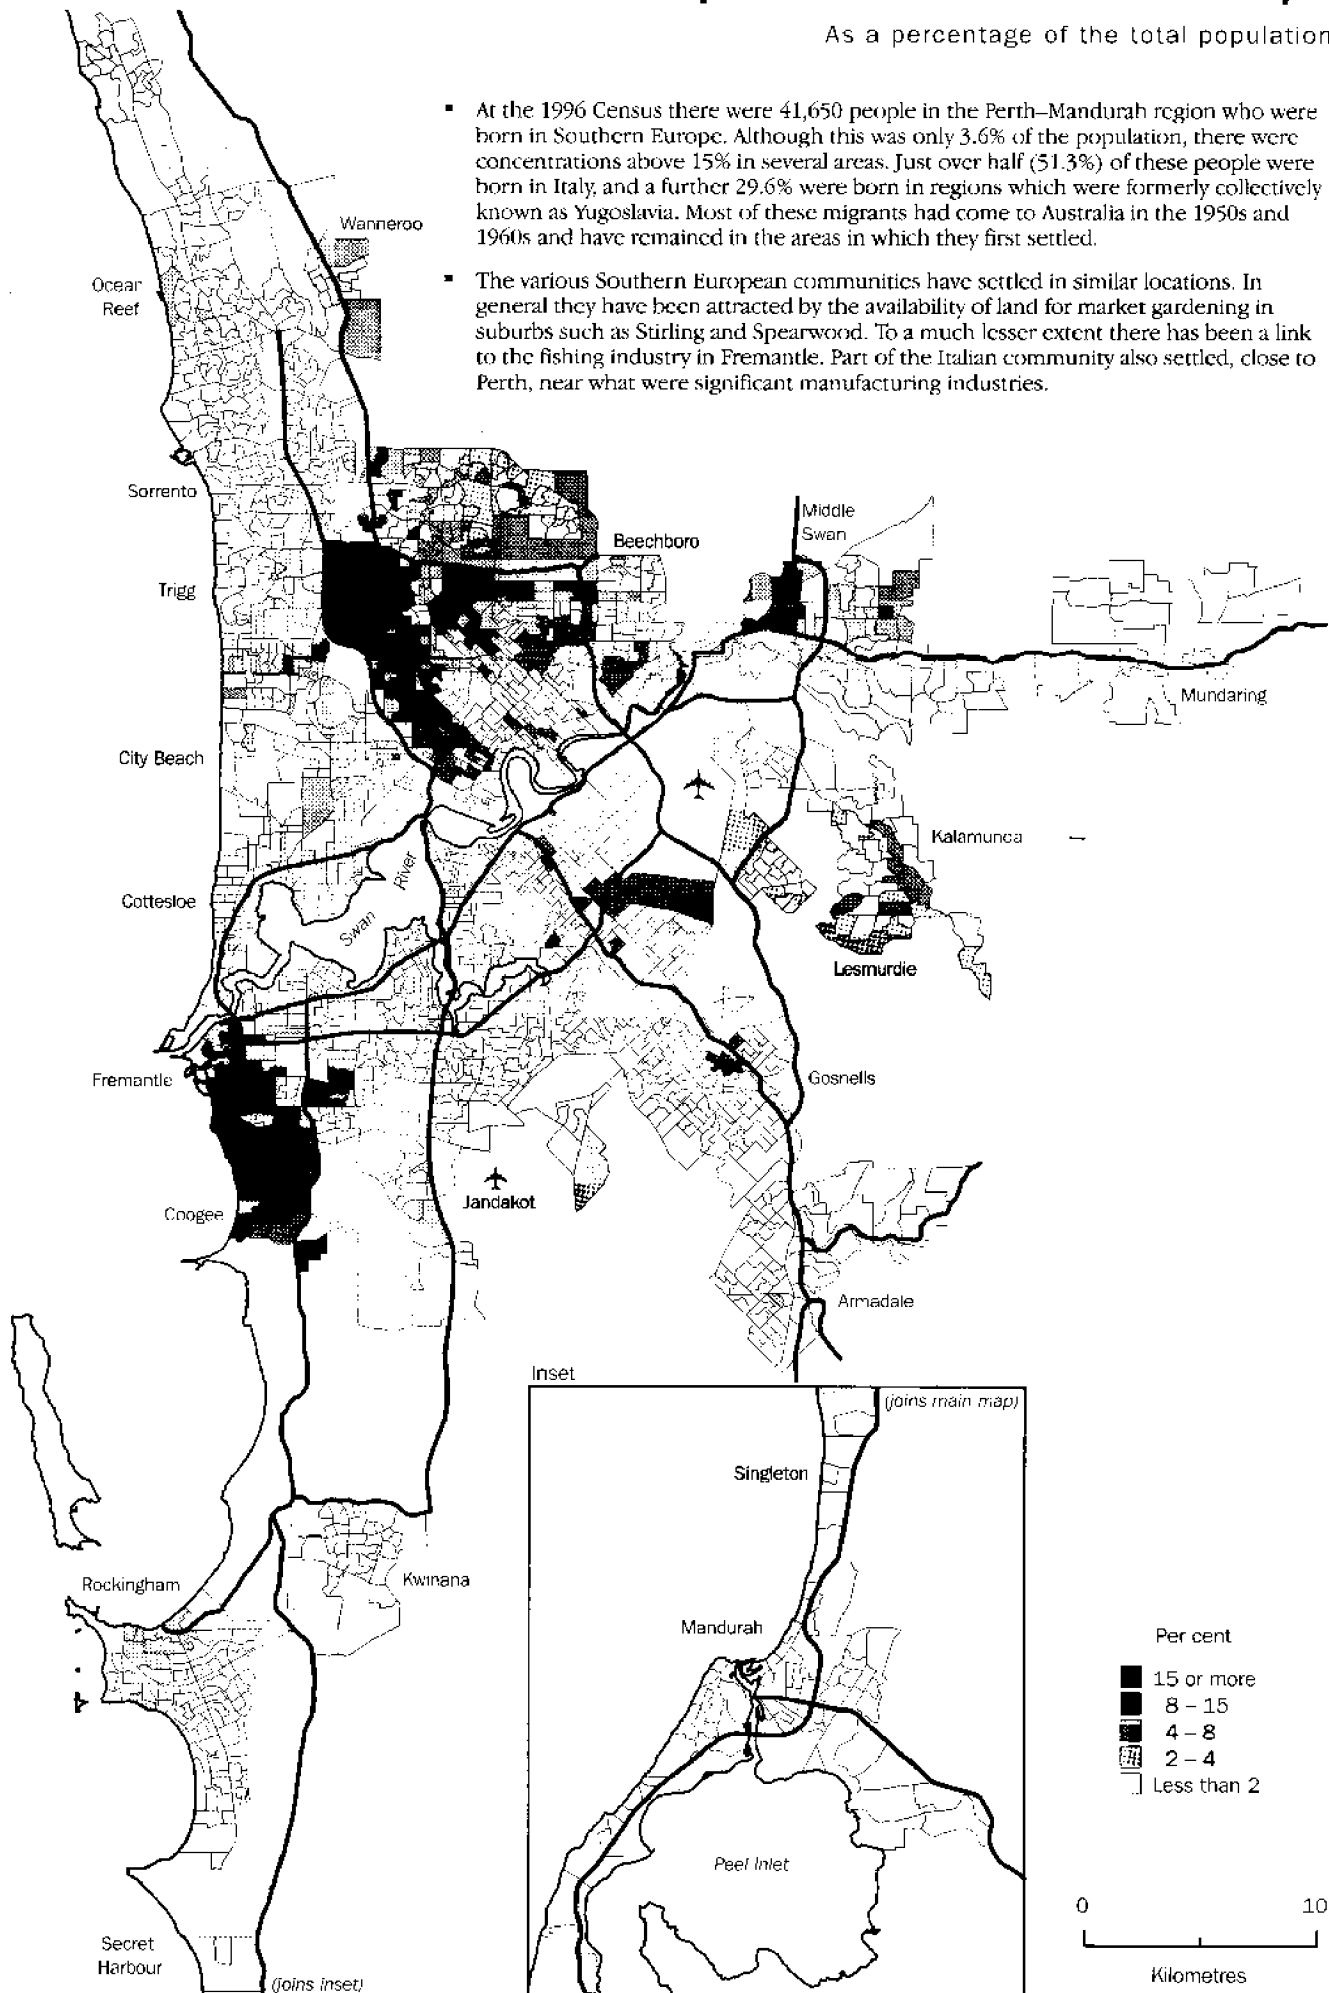 As a percentage of the total population
▪ At the 1996 Census there were 41,650 people in the Perth–Mandurah region who were
born in Southern Europe. Although this was only 3.6% of the population, there were
concentrations above 15% in several areas. Just over half (51.3%) of these people were
born in Italy, and a further 29.6% were born in regions which were formerly collectively
known as Yugoslavia. Most of these migrants had come to Australia in the 1950s and
1960s and have remained in the areas in which they first settled.
▪ The various Southern European communities have settled in similar locations. In
general they have been attracted by the availability of land for market gardening in
suburbs such as Stirling and Spearwood. To a much lesser extent there has been a link
to the fishing industry in Fremantle. Part of the Italian community also settled, close to
Perth, near what were significant manufacturing industries.
Wanneroo
Ocean
Reef
Sorrento
Middle
Swan
Beechboro
Trigg
Mundaring
City Beach
Kalamunda
River
Swan
Cottesloe
Lesmurdie
Fremantle
Gosnells
Jandakot
Coogee
Armadale
Inset
(joins main map)
Singleton
Kwinana
Rockingham
Mandurah
Per cent
15 or more
8 – 15
4 – 8
2 – 4
Less than 2
Peel Inlet
0 10
Kilometres
Secret
Harbour
(joins inset)